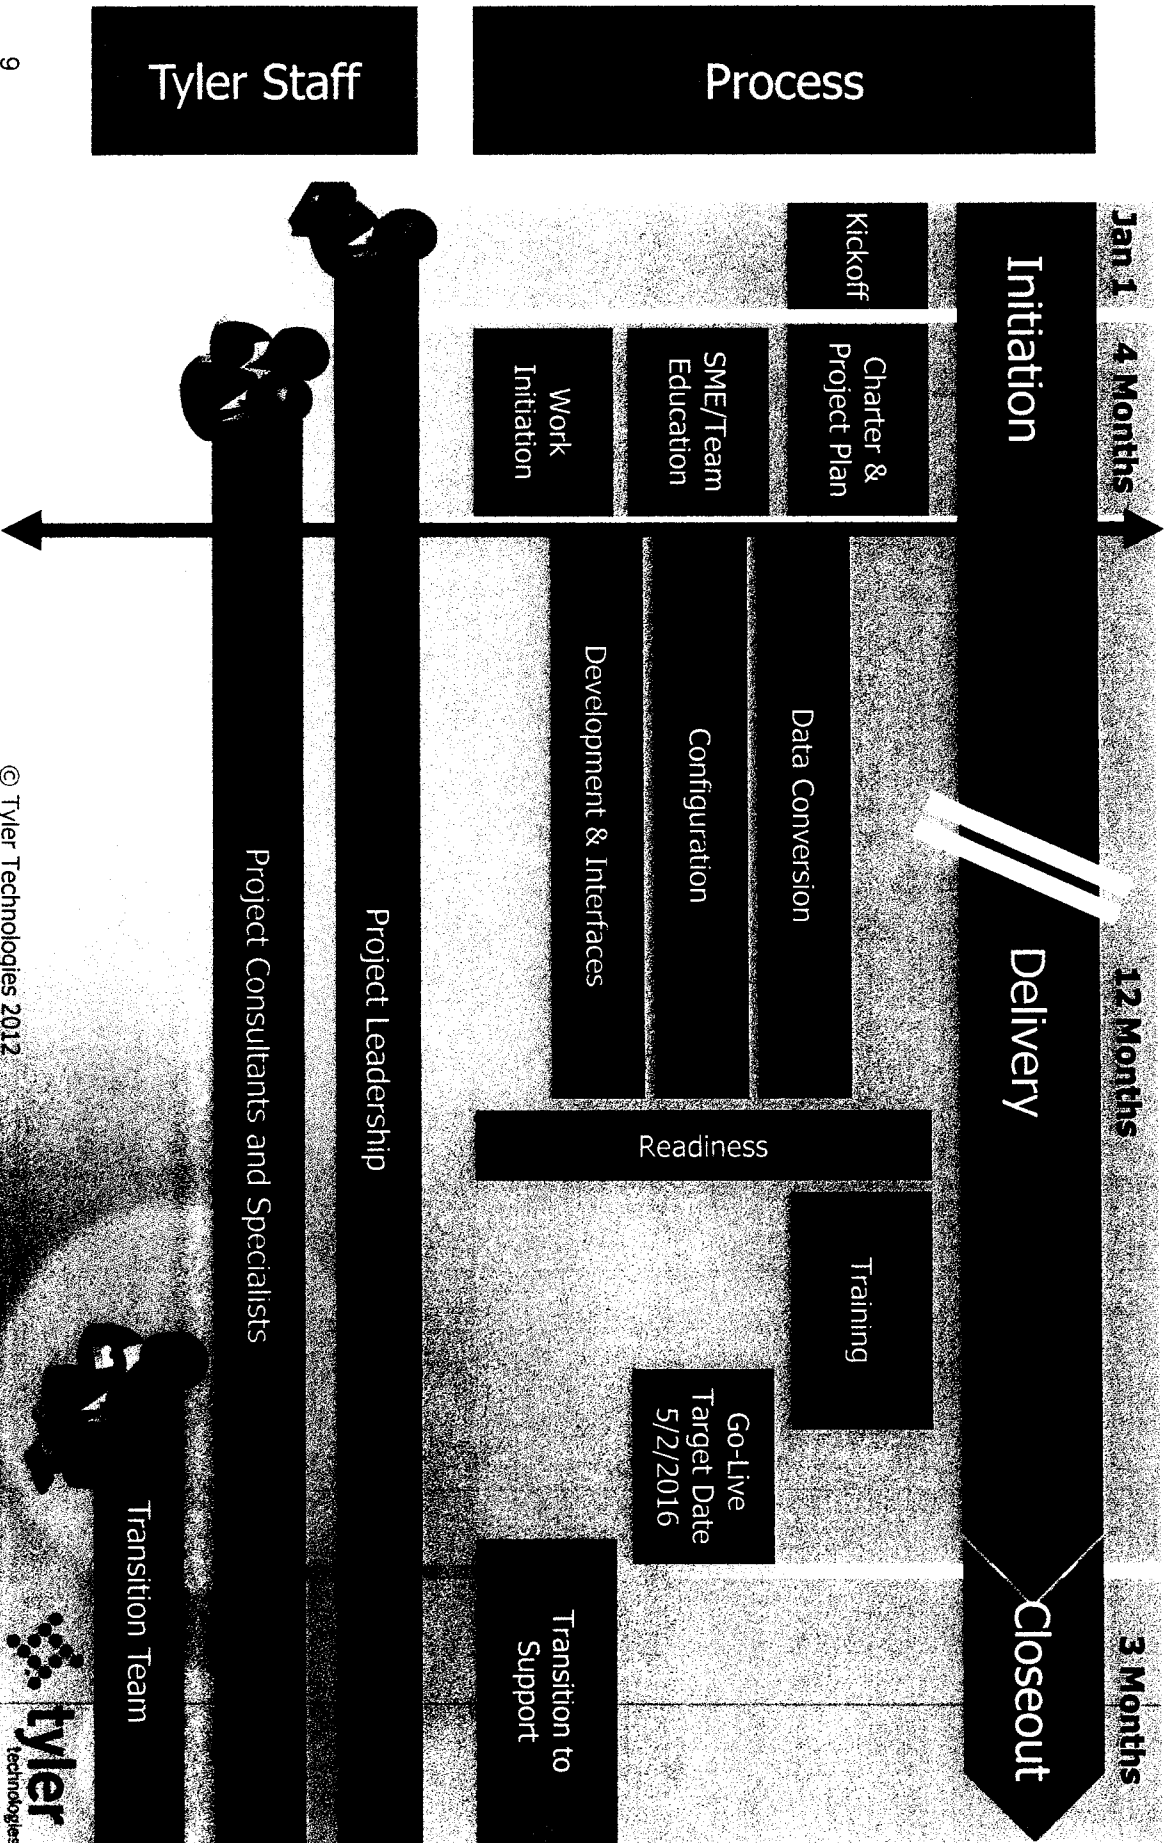 Jan 1
4 Months
12 Months
3 Months
Initiation
Delivery
Closeout
Process
Kickoff
Charter &
Project Plan
SME/Team
Education
Work
Initiation
Data Conversion
Configuration
Development & Interfaces
Readiness
Training
Go-Live
Target Date
5/2/2016
Transition to
Support
Tyler Staff
Project Leadership
Project Consultants and Specialists
Transition Team
9
© Tyler Technologies 2012
tyler
technologies